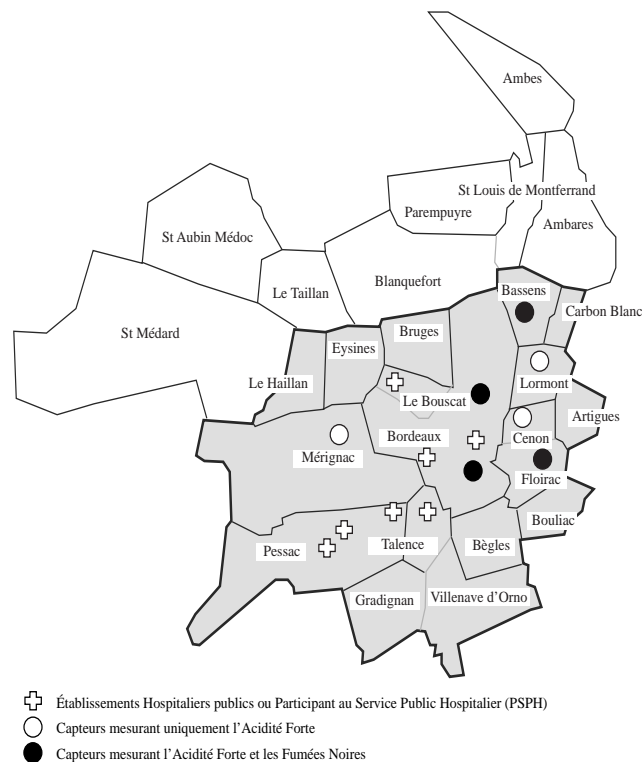 Ambes
St Louis de Montferrand
Parempuyre
Ambares
St Aubin Médoc
Blanquefort
Le Taillan
Bassens
Carbon Blanc
St Médard
Bruges
Eysines
Le Haillan
Lormont
Le Bouscat
Artigues
Bordeaux
Cenon
Mérignac
Floirac
Bouliac
Pessac
Talence
Bègles
Gradignan
Villenave d’Orno
Établissements Hospitaliers publics ou Participant au Service Public Hospitalier (PSPH)
Capteurs mesurant uniquement l’Acidité Forte
Capteurs mesurant l’Acidité Forte et les Fumées Noires